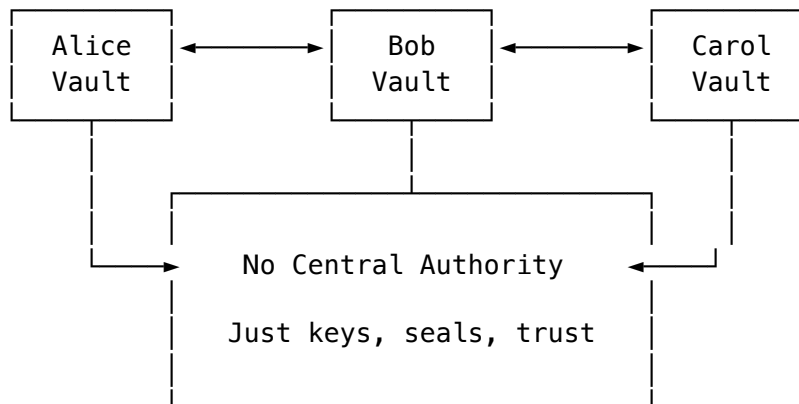 Alice
Vault
Bob
Vault
Carol
Vault
No Central Authority
Just keys, seals, trust